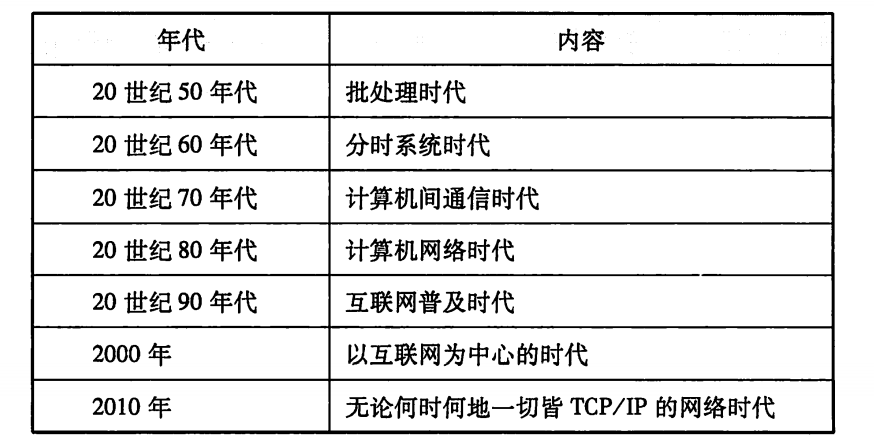 年代 内容
20 世纪 50 年代 批处理时代
20 世纪 60 年代 分时系统时代
20 世纪 70 年代 计算机间通信时代
20 世纪 80 年代 计算机网络时代
20 世纪 90 年代 互联网普及时代
2000 年 以互联网为中心的时代
2010 年 无论何时何地一切皆 TCP/IP 的网络时代